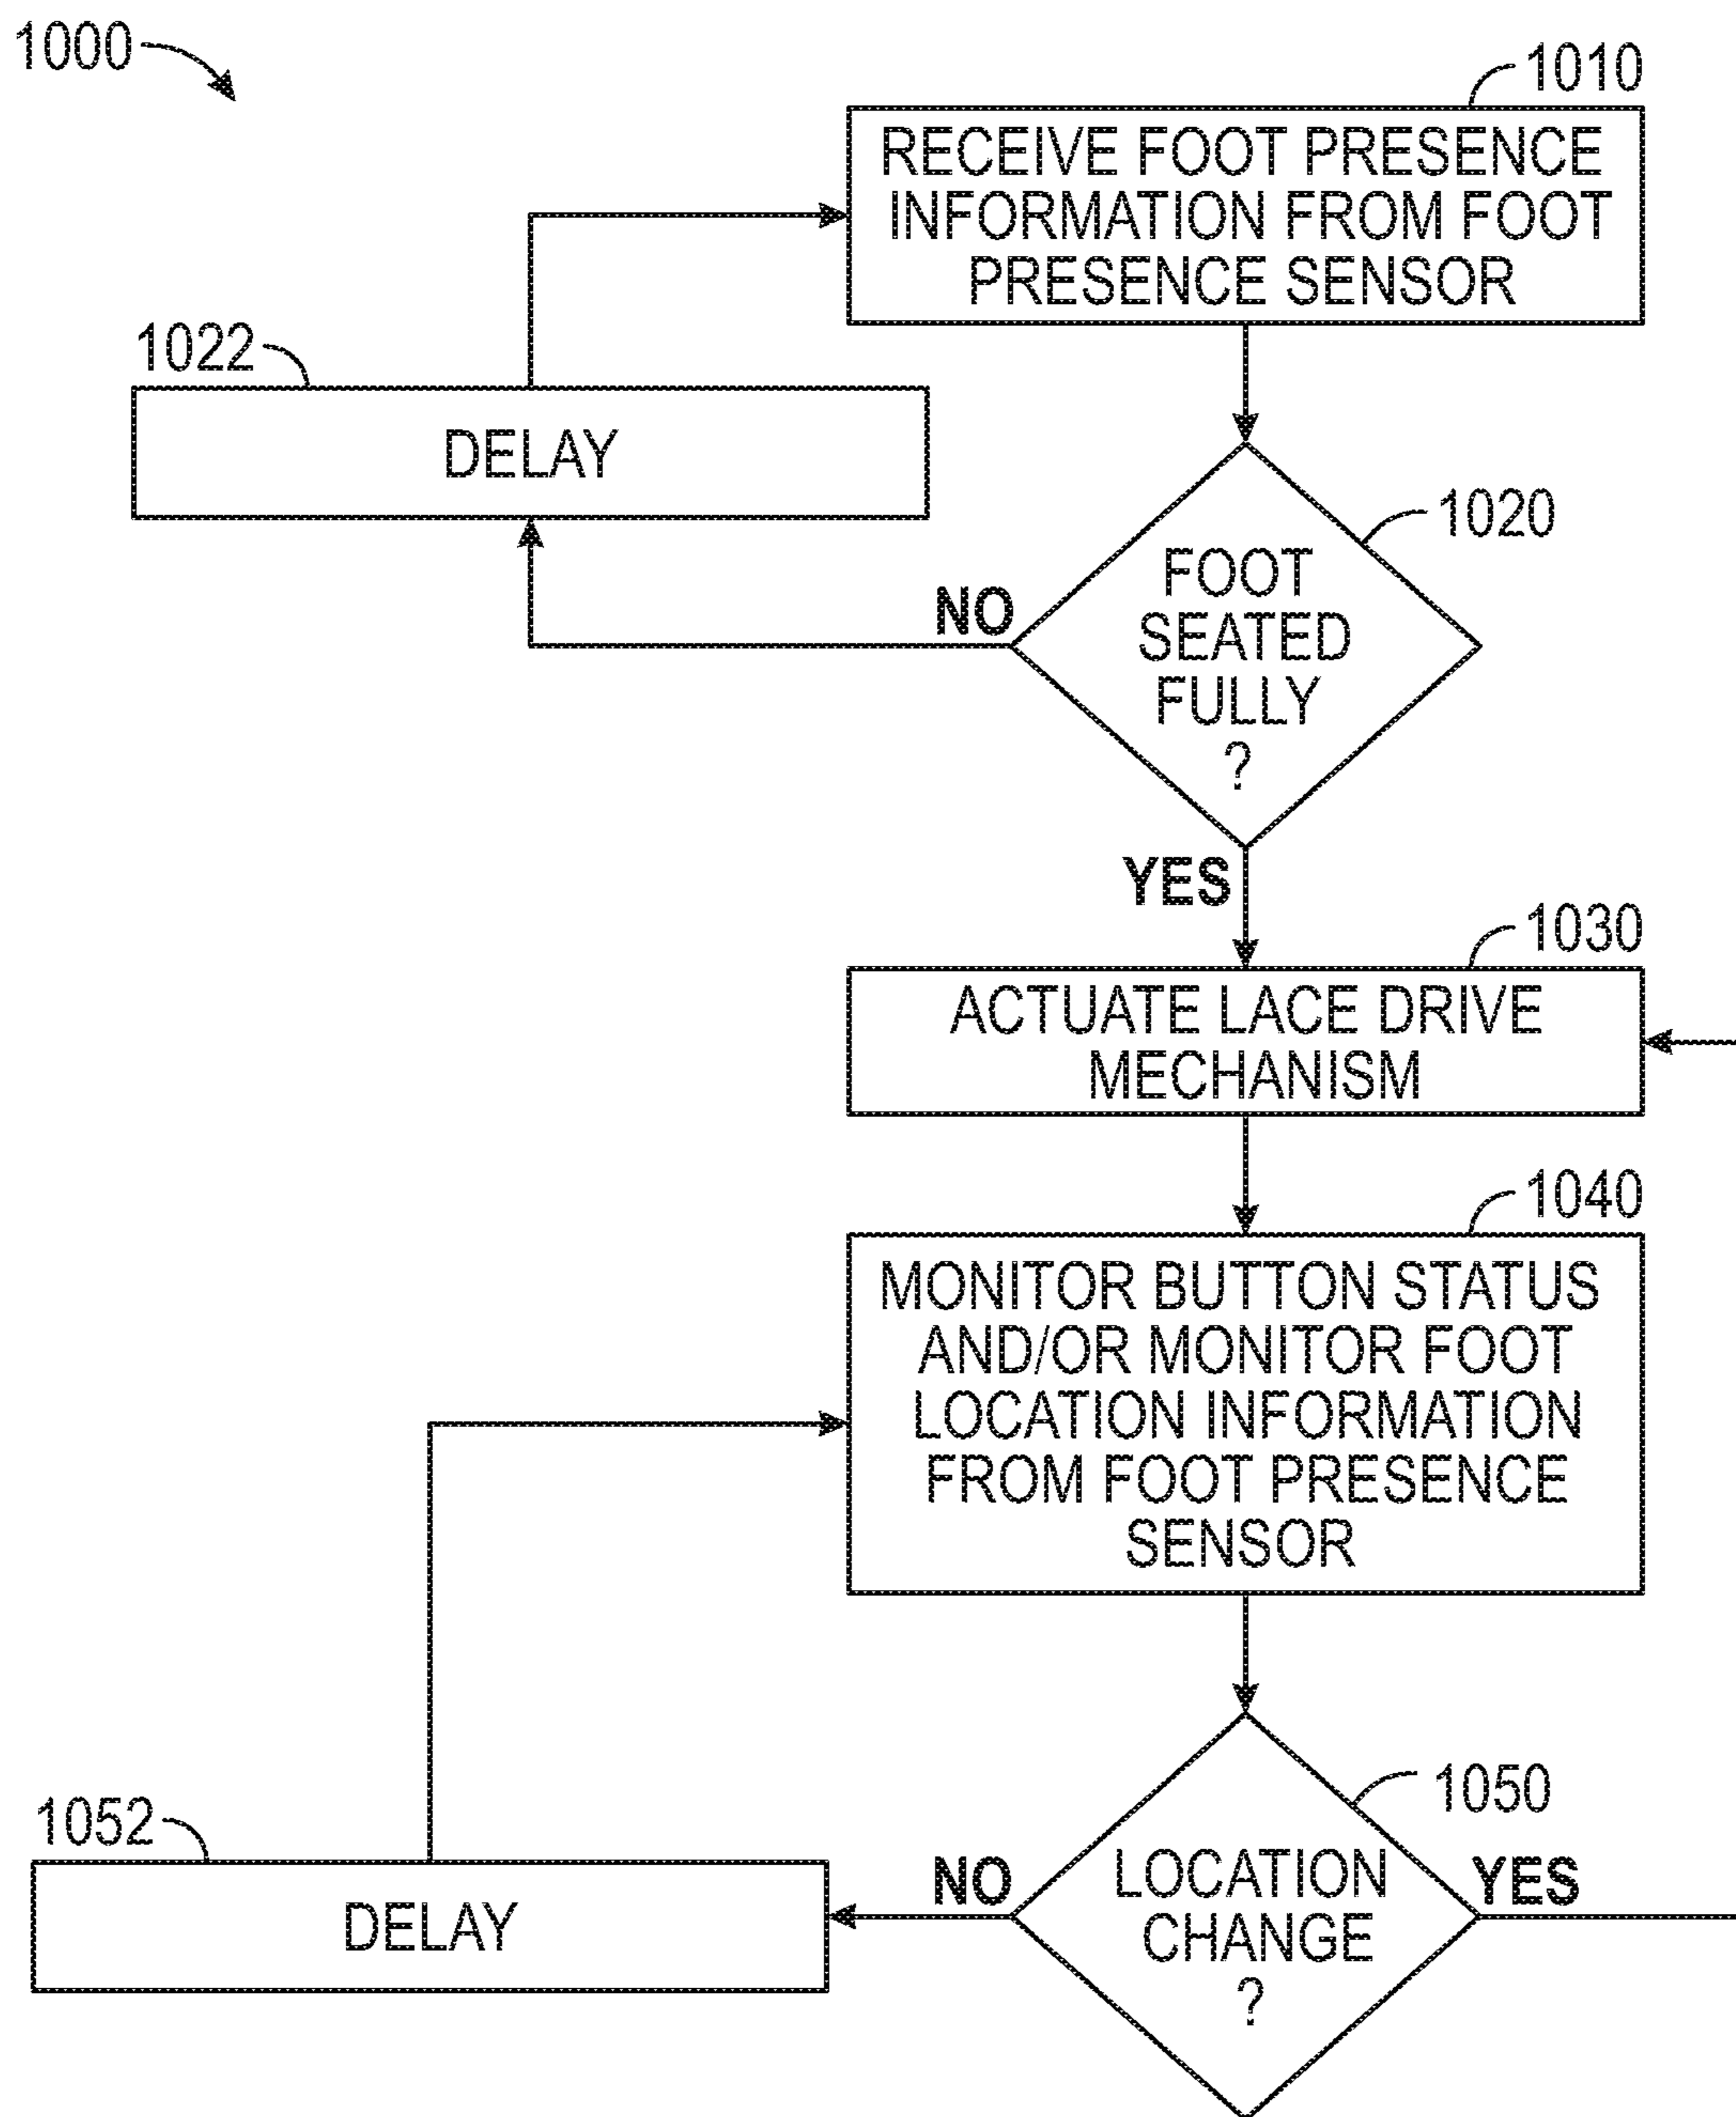 1000
1010
RECEIVE FOOT PRESENCE
INFORMATION FROM FOOT
PRESENCE SENSOR
1022
DELAY
1020
FOOT
SEATED
FULLY
?
NO
YES
1030
ACTUATE LACE DRIVE
MECHANISM
1040
MONITOR BUTTON STATUS
AND/OR MONITOR FOOT
LOCATION INFORMATION
FROM FOOT PRESENCE
SENSOR
1050
LOCATION
CHANGE
?
NO
YES
1052
DELAY